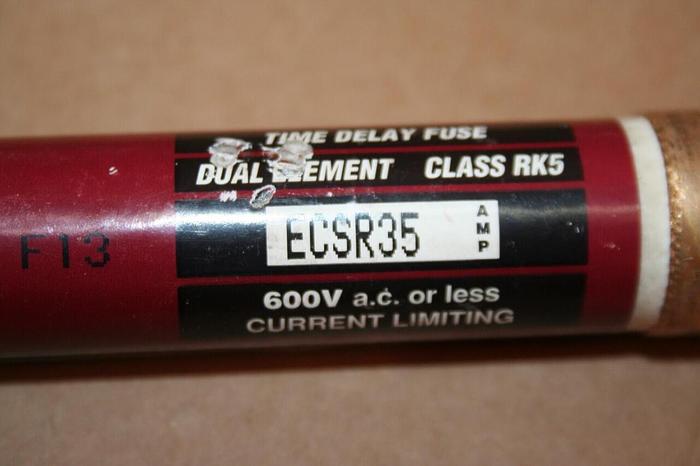 TIME DELAY FUSE
DUAL ELEMENT CLASS RK5
ECSR35 AMP
600V a.c. or less
CURRENT LIMITING
F13